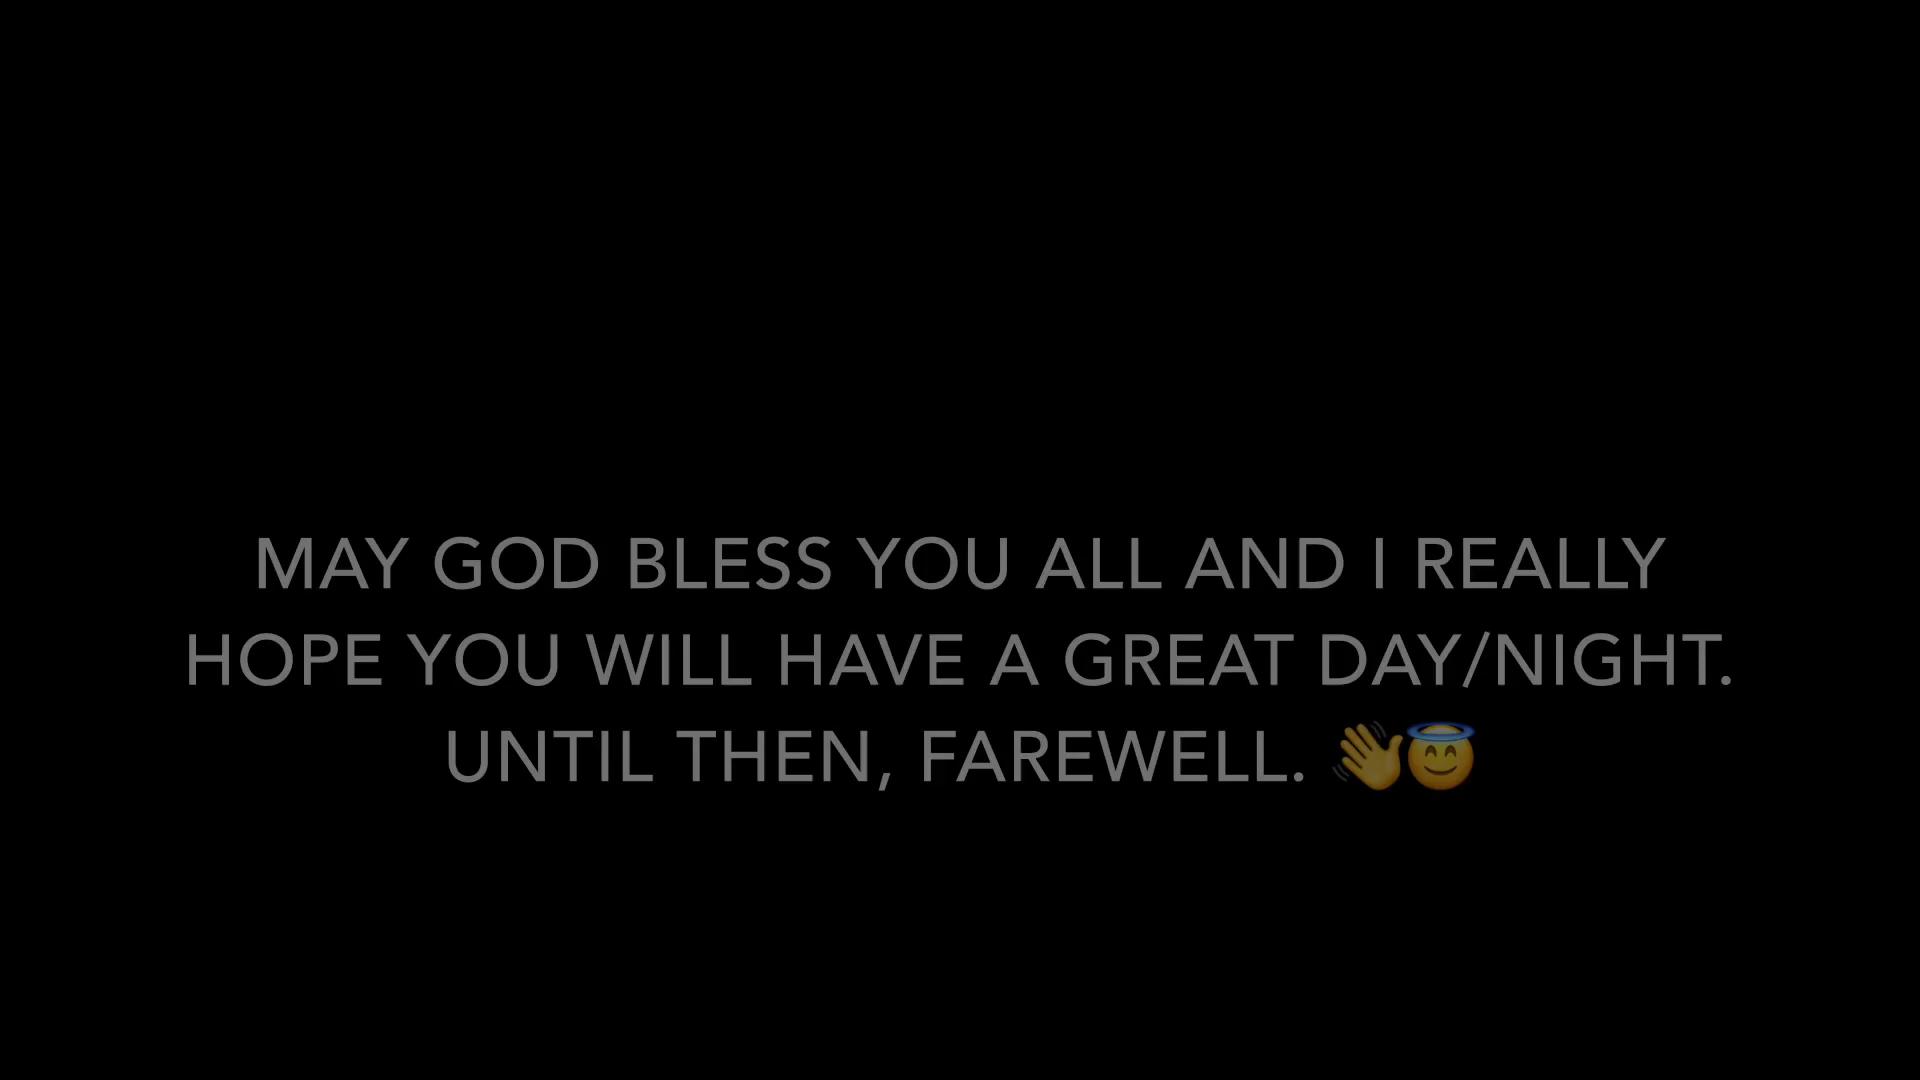 MAY GOD BLESS YOU ALL AND I REALLY
HOPE YOU WILL HAVE A GREAT DAY/NIGHT.
UNTIL THEN, FAREWELL. 👋😇